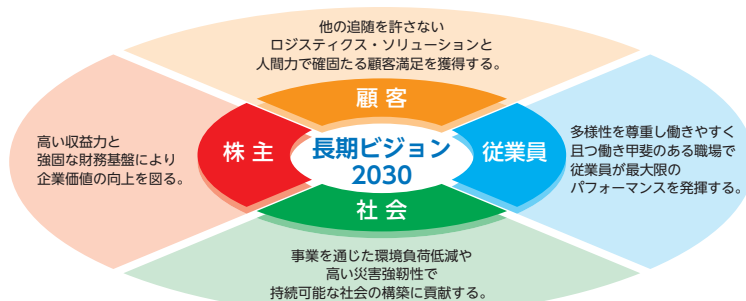 他の追随を許さない
ロジスティクス・ソリューションと
人間力で確固たる顧客満足を獲得する。
顧 客
高い収益力と
強固な財務基盤により
企業価値の向上を図る。
株 主
長期ビジョン
2030
従業員
多様性を尊重し働きやすく
且つ働き甲斐のある職場で
従業員が最大限の
パフォーマンスを発揮する。
社 会
事業を通じた環境負荷低減や
高い災害強靭性で
持続可能な社会の構築に貢献する。